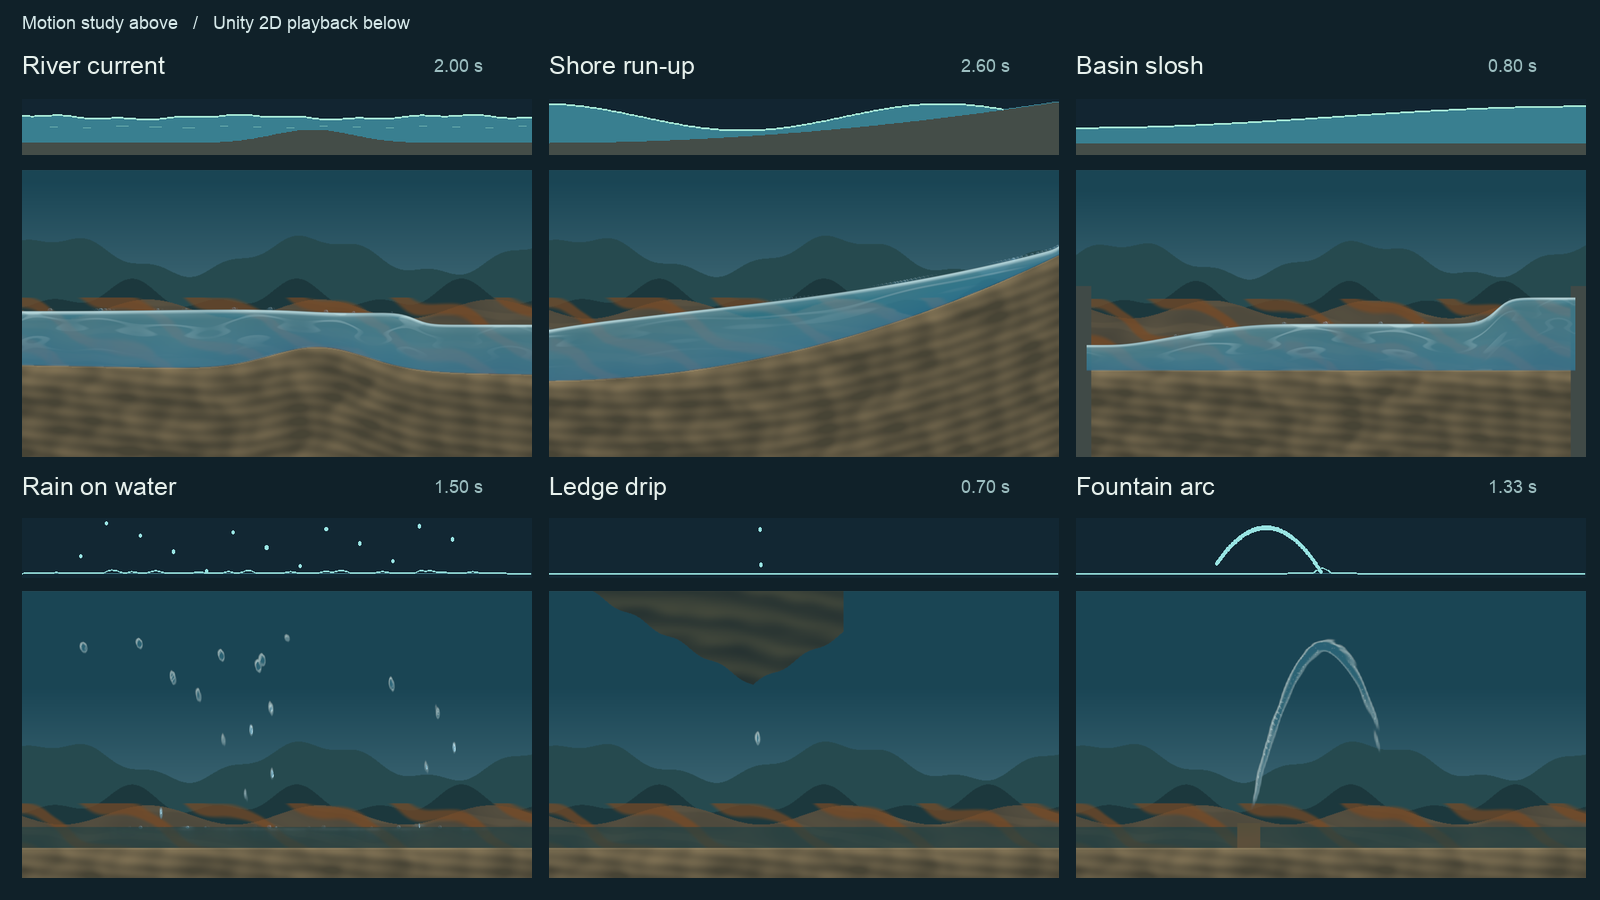 Motion study above / Unity 2D playback below
River current 2.00 s
Shore run-up 2.60 s
Basin slosh 0.80 s
Rain on water 1.50 s
Ledge drip 0.70 s
Fountain arc 1.33 s